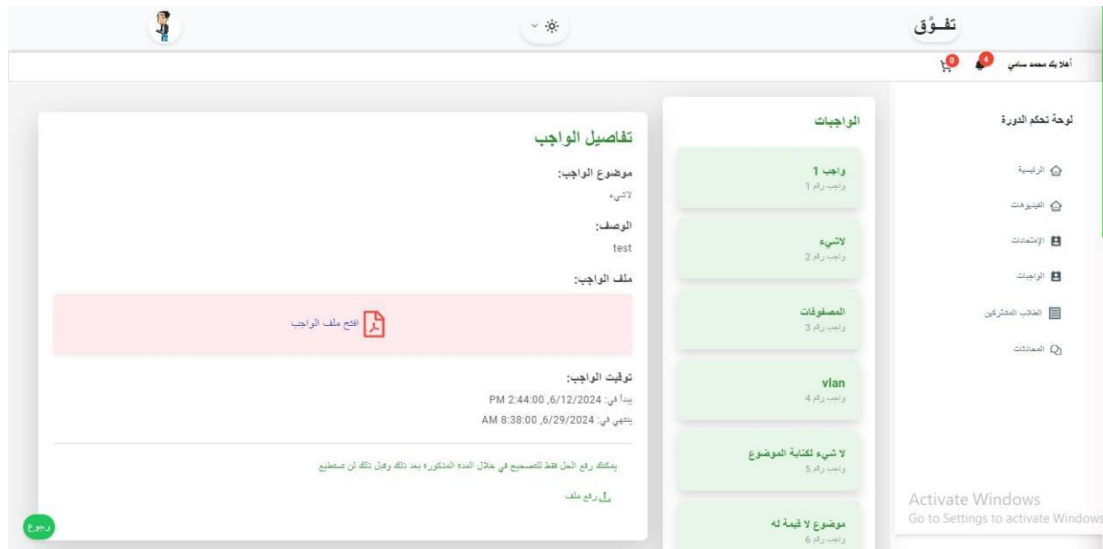 تفــوُّق
أهلا بك محمد سامي
4
0
لوحة تحكم الدورة
الرئيسية
الفيديوهات
الإمتحانات
الواجبات
الطلاب المشتركين
المحادثات
الواجبات
واجب 1
واجب رقم 1
لاشيء
واجب رقم 2
المصفوفات
واجب رقم 3
vlan
واجب رقم 4
لا شيء لكتابة الموضوع
واجب رقم 5
موضوع لا قيمة له
واجب رقم 6
تفاصيل الواجب
موضوع الواجب:
لاشيء
الوصف:
test
ملف الواجب:
افتح ملف الواجب
توقيت الواجب:
يبدأ في: 6/12/2024, 2:44:00 PM
ينتهي في: 6/29/2024, 8:38:00 AM
يمكنك رفع الحل فقط للتصحيح في خلال المده المذكوره بعد ذلك وقبل ذلك لن تستطيع
رفع ملف
رجوع
Activate Windows
Go to Settings to activate Windows